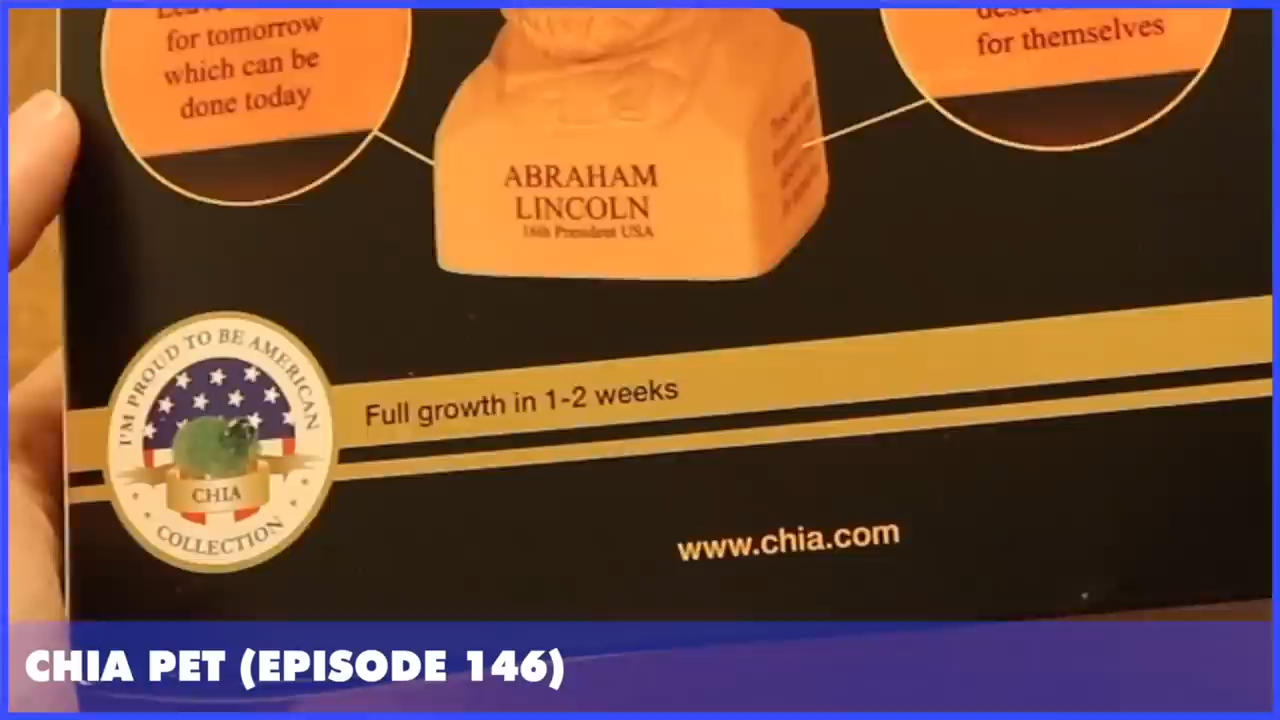 for tomorrow
which can be
done today
for themselves
ABRAHAM
LINCOLN
16th President USA
I'M PROUD TO BE AMERICAN
CHIA
COLLECTION
Full growth in 1-2 weeks
www.chia.com
CHIA PET (EPISODE 146)